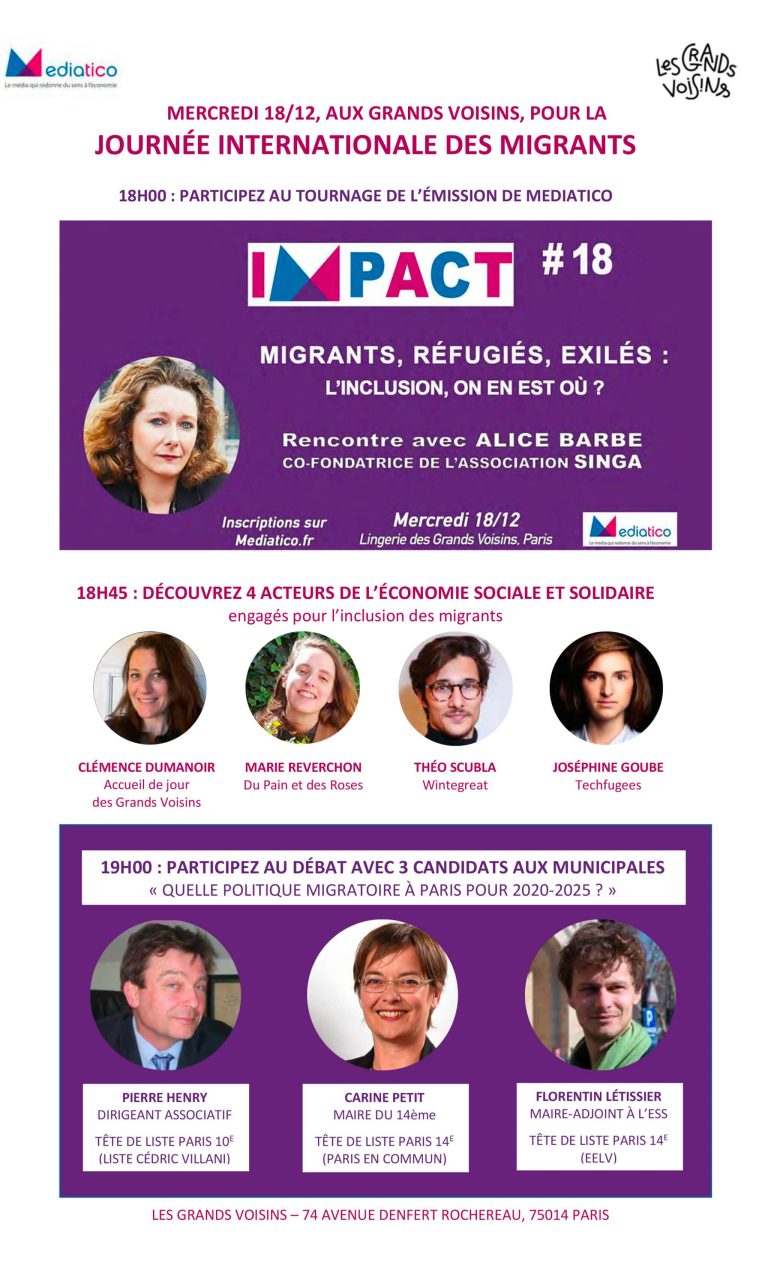 Mediatico
Le média qui redonne du sens à l'économie
LES GRANDS
VOISINS
MERCREDI 18/12, AUX GRANDS VOISINS, POUR LA
JOURNÉE INTERNATIONALE DES MIGRANTS
18H00 : PARTICIPEZ AU TOURNAGE DE L'ÉMISSION DE MEDIATICO
IMPACT #18
MIGRANTS, RÉFUGIÉS, EXILÉS :
L'INCLUSION, ON EN EST OÙ ?
Rencontre avec ALICE BARBE
CO-FONDATRICE DE L'ASSOCIATION SINGA
Inscriptions sur
Mediatico.fr
Mercredi 18/12
Lingerie des Grands Voisins, Paris
Mediatico
Le média qui redonne du sens à l'économie
18H45 : DÉCOUVREZ 4 ACTEURS DE L'ÉCONOMIE SOCIALE ET SOLIDAIRE
engagés pour l'inclusion des migrants
CLÉMENCE DUMANOIR
Accueil de jour
des Grands Voisins
MARIE REVERCHON
Du Pain et des Roses
THÉO SCUBLA
Wintegreat
JOSÉPHINE GOUBE
Techfugees
19H00 : PARTICIPEZ AU DÉBAT AVEC 3 CANDIDATS AUX MUNICIPALES
« QUELLE POLITIQUE MIGRATOIRE À PARIS POUR 2020-2025 ? »
PIERRE HENRY
DIRIGEANT ASSOCIATIF
TÊTE DE LISTE PARIS 10E
(LISTE CÉDRIC VILLANI)
CARINE PETIT
MAIRE DU 14ème
TÊTE DE LISTE PARIS 14E
(PARIS EN COMMUN)
FLORENTIN LÉTISSIER
MAIRE-ADJOINT À L'ESS
TÊTE DE LISTE PARIS 14E
(EELV)
LES GRANDS VOISINS – 74 AVENUE DENFERT ROCHEREAU, 75014 PARIS